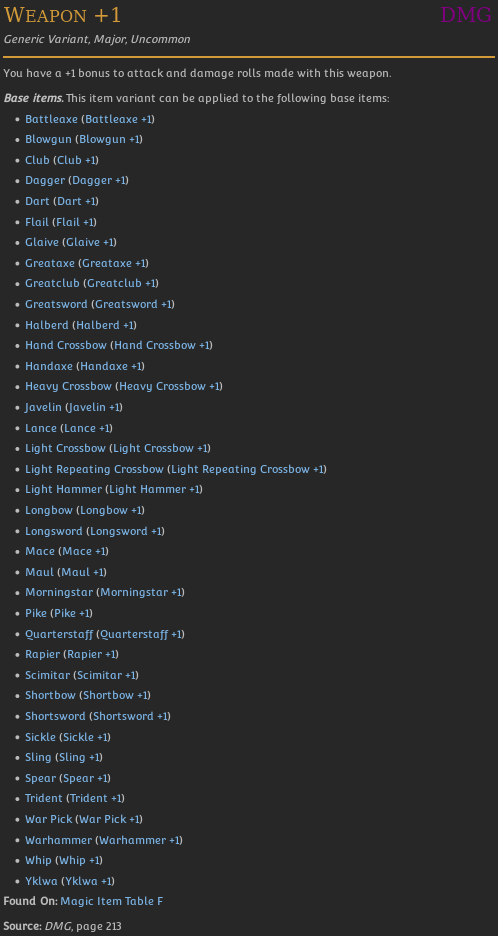 Weapon +1
DMG
Generic Variant, Major, Uncommon
You have a +1 bonus to attack and damage rolls made with this weapon.
Base items. This item variant can be applied to the following base items:
• Battleaxe (Battleaxe +1)
• Blowgun (Blowgun +1)
• Club (Club +1)
• Dagger (Dagger +1)
• Dart (Dart +1)
• Flail (Flail +1)
• Glaive (Glaive +1)
• Greataxe (Greataxe +1)
• Greatclub (Greatclub +1)
• Greatsword (Greatsword +1)
• Halberd (Halberd +1)
• Hand Crossbow (Hand Crossbow +1)
• Handaxe (Handaxe +1)
• Heavy Crossbow (Heavy Crossbow +1)
• Javelin (Javelin +1)
• Lance (Lance +1)
• Light Crossbow (Light Crossbow +1)
• Light Repeating Crossbow (Light Repeating Crossbow +1)
• Light Hammer (Light Hammer +1)
• Longbow (Longbow +1)
• Longsword (Longsword +1)
• Mace (Mace +1)
• Maul (Maul +1)
• Morningstar (Morningstar +1)
• Pike (Pike +1)
• Quarterstaff (Quarterstaff +1)
• Rapier (Rapier +1)
• Scimitar (Scimitar +1)
• Shortbow (Shortbow +1)
• Shortsword (Shortsword +1)
• Sickle (Sickle +1)
• Sling (Sling +1)
• Spear (Spear +1)
• Trident (Trident +1)
• War Pick (War Pick +1)
• Warhammer (Warhammer +1)
• Whip (Whip +1)
• Yklwa (Yklwa +1)
Found On: Magic Item Table F
Source: DMG, page 213